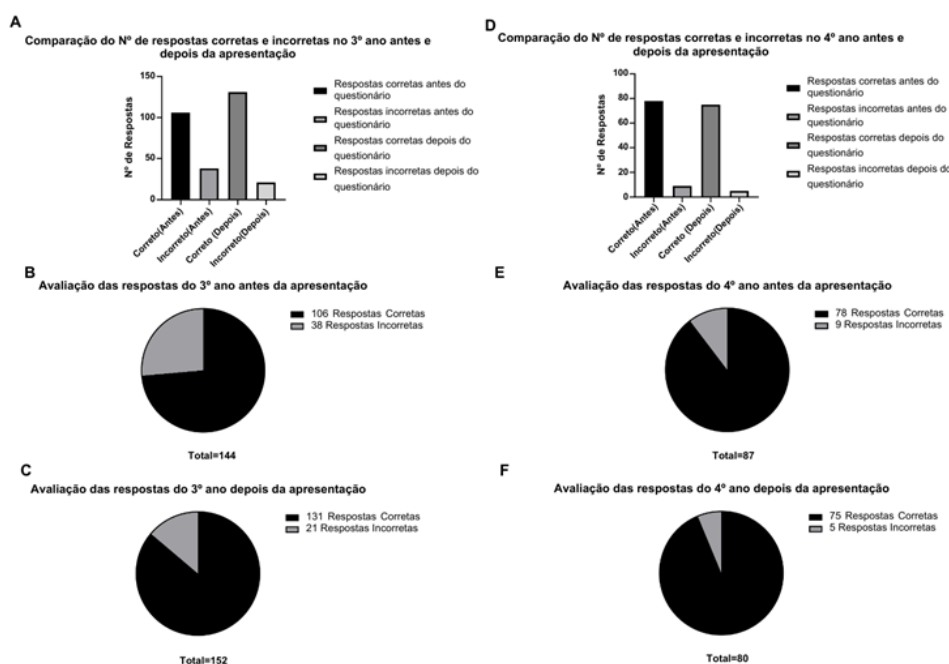 A
Comparação do Nº de respostas corretas e incorretas no 3º ano antes e
depois da apresentação
Nº de Respostas
150
100
50
0
Correto(Antes)
Incorreto(Antes)
Correto (Depois)
Incorreto(Depois)
Respostas corretas antes do
questionário
Respostas incorretas antes do
questionário
Respostas corretas depois do
questionário
Respostas incorretas depois do
questionário
D
Comparação do Nº de respostas corretas e incorretas no 4º ano antes e
depois da apresentação
Nº de Respostas
100
80
60
40
20
0
Correto(Antes)
Incorreto(Antes)
Correto (Depois)
Incorreto(Depois)
Respostas corretas antes do
questionário
Respostas incorretas antes do
questionário
Respostas corretas depois do
questionário
Respostas incorretas depois do
questionário
B
Avaliação das respostas do 3º ano antes da apresentação
106 Respostas Corretas
38 Respostas Incorretas
Total=144
E
Avaliação das respostas do 4º ano antes da apresentação
78 Respostas Corretas
9 Respostas Incorretas
Total=87
C
Avaliação das respostas do 3º ano depois da apresentação
131 Respostas Corretas
21 Respostas Incorretas
Total=152
F
Avaliação das respostas do 4º ano depois da apresentação
75 Respostas Corretas
5 Respostas Incorretas
Total=80